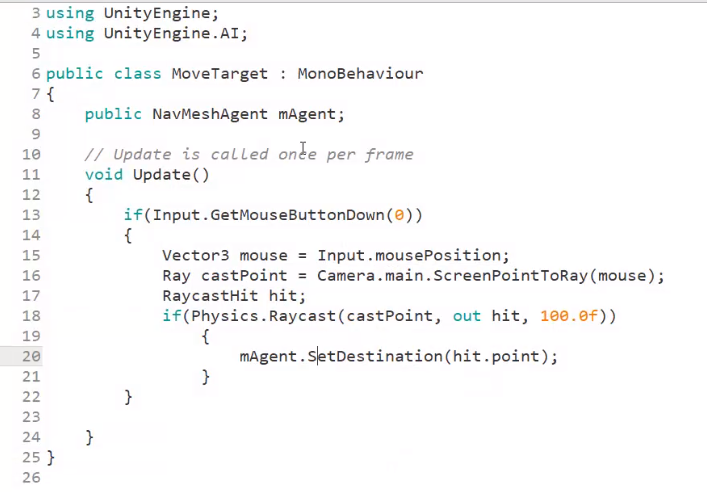 3 using UnityEngine;
4 using UnityEngine.AI;
5
6 public class MoveTarget : MonoBehaviour
7 {
8     public NavMeshAgent mAgent;
9
10     // Update is called once per frame
11     void Update()
12     {
13         if(Input.GetMouseButtonDown(0))
14         {
15             Vector3 mouse = Input.mousePosition;
16             Ray castPoint = Camera.main.ScreenPointToRay(mouse);
17             RaycastHit hit;
18             if(Physics.Raycast(castPoint, out hit, 100.0f))
19                 {
20                     mAgent.SetDestination(hit.point);
21                 }
22         }
23
24     }
25 }
26